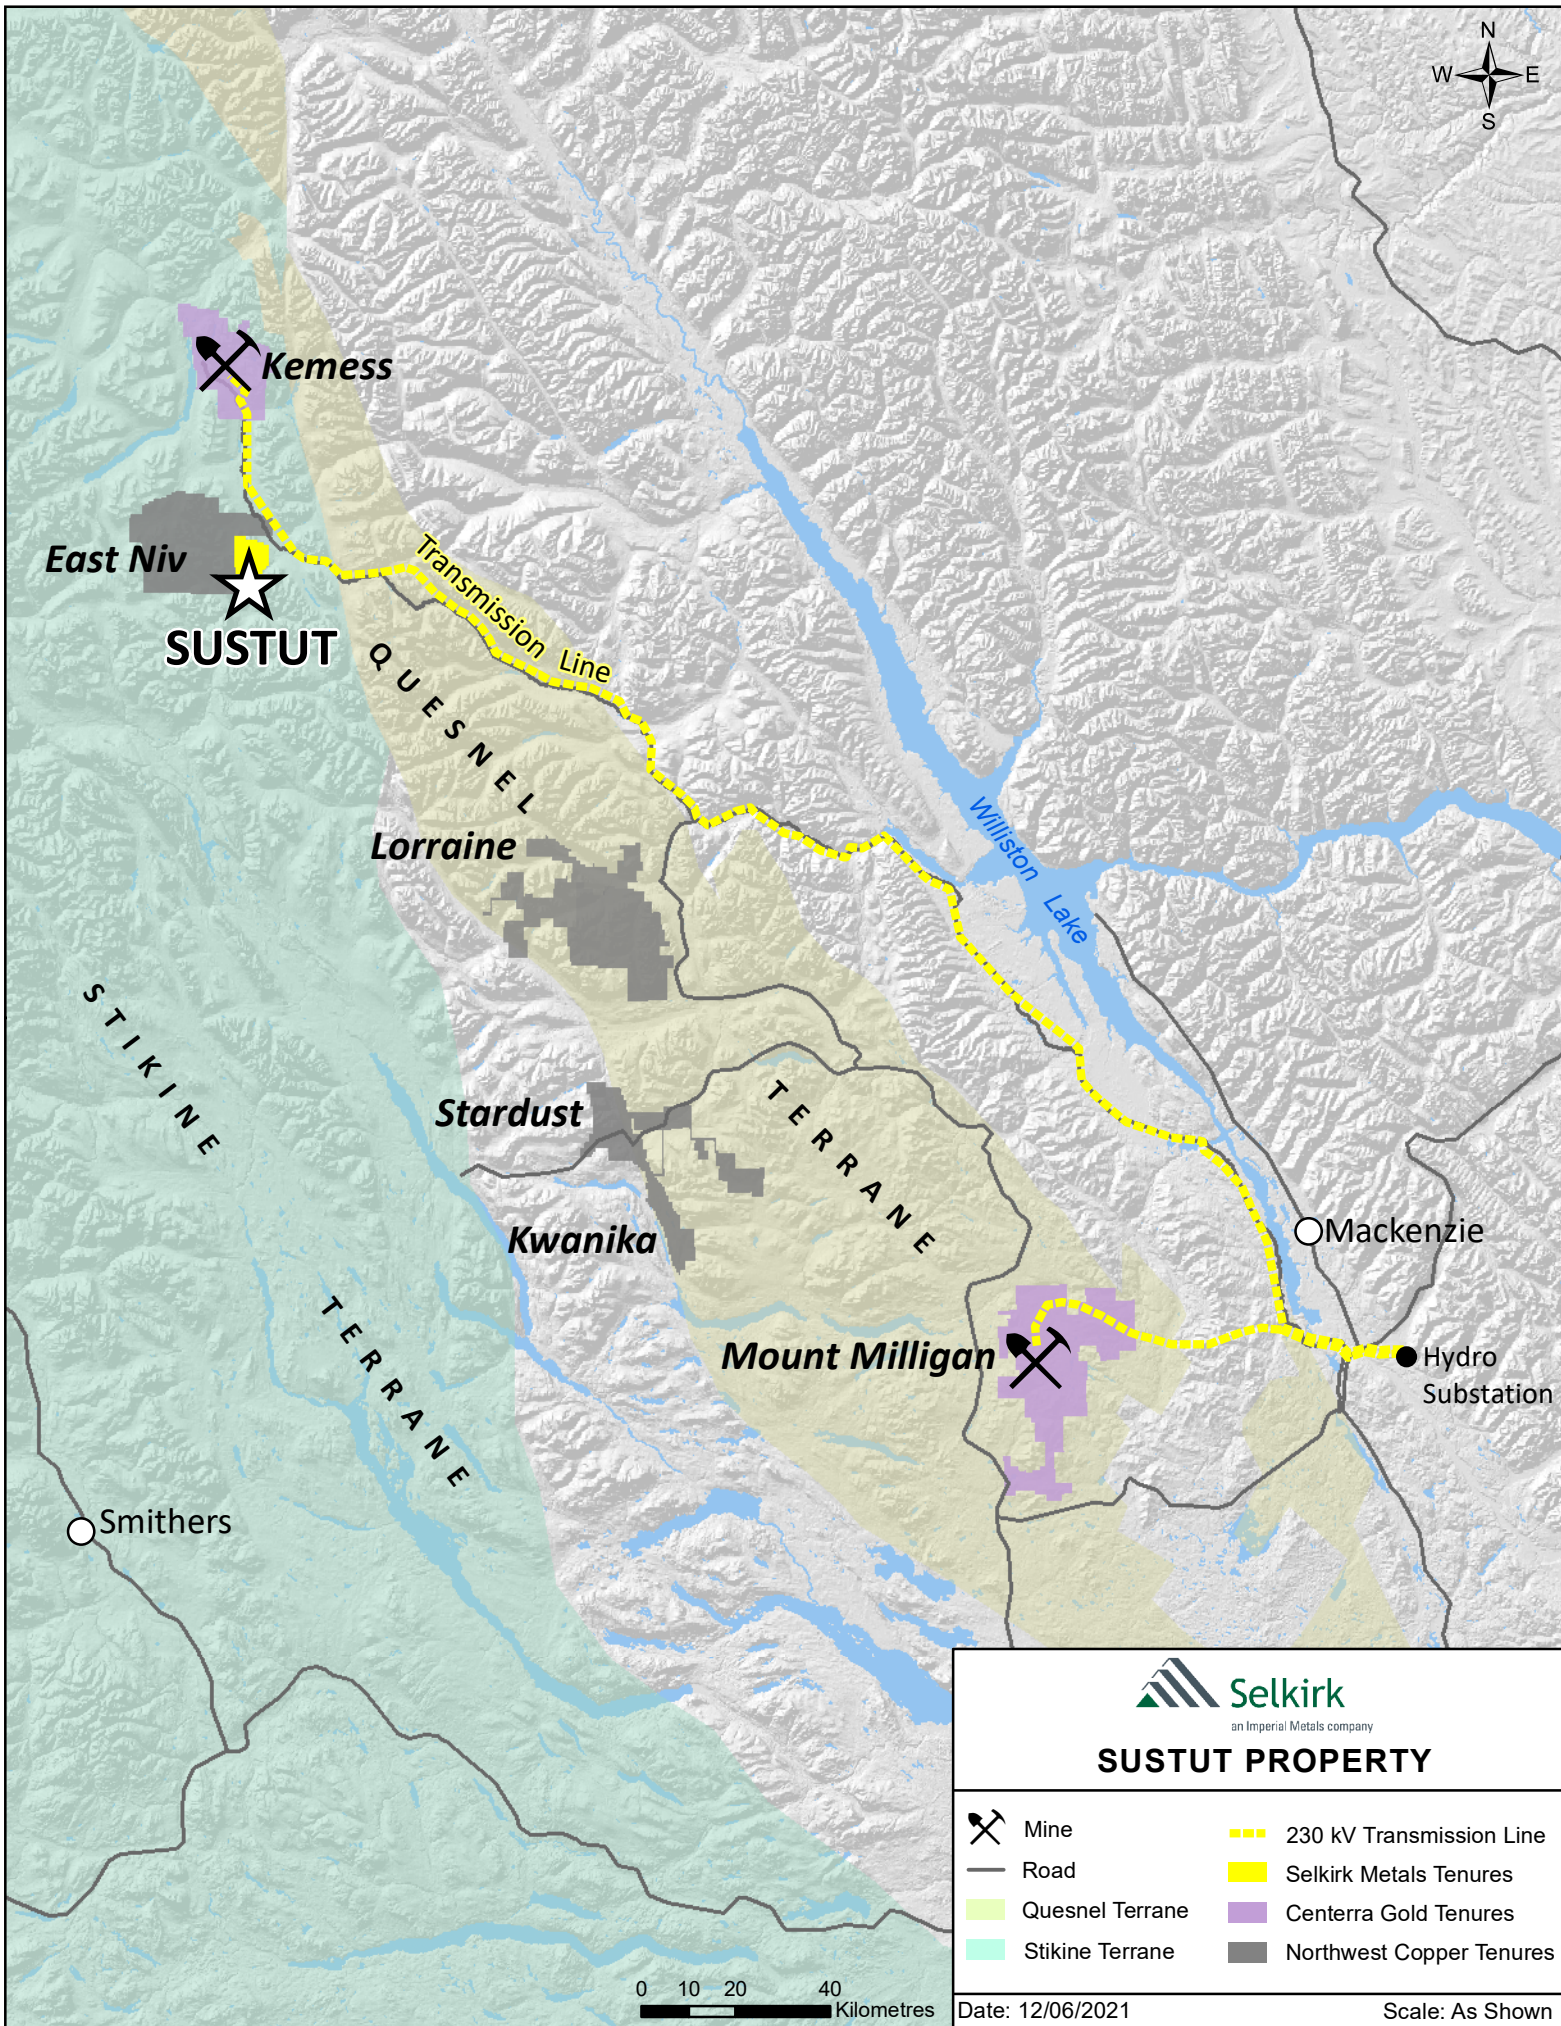 N
W E
S
Kemess
East Niv
SUSTUT
Transmission Line
QUESNEL
TERRANE
Lorraine
Williston Lake
STIKINE
TERRANE
Stardust
Kwanika
Mackenzie
Mount Milligan
Hydro
Substation
Smithers
Selkirk
an Imperial Metals company
SUSTUT PROPERTY
Mine
Road
Quesnel Terrane
Stikine Terrane
230 kV Transmission Line
Selkirk Metals Tenures
Centerra Gold Tenures
Northwest Copper Tenures
0 10 20 40
Kilometres
Date: 12/06/2021
Scale: As Shown